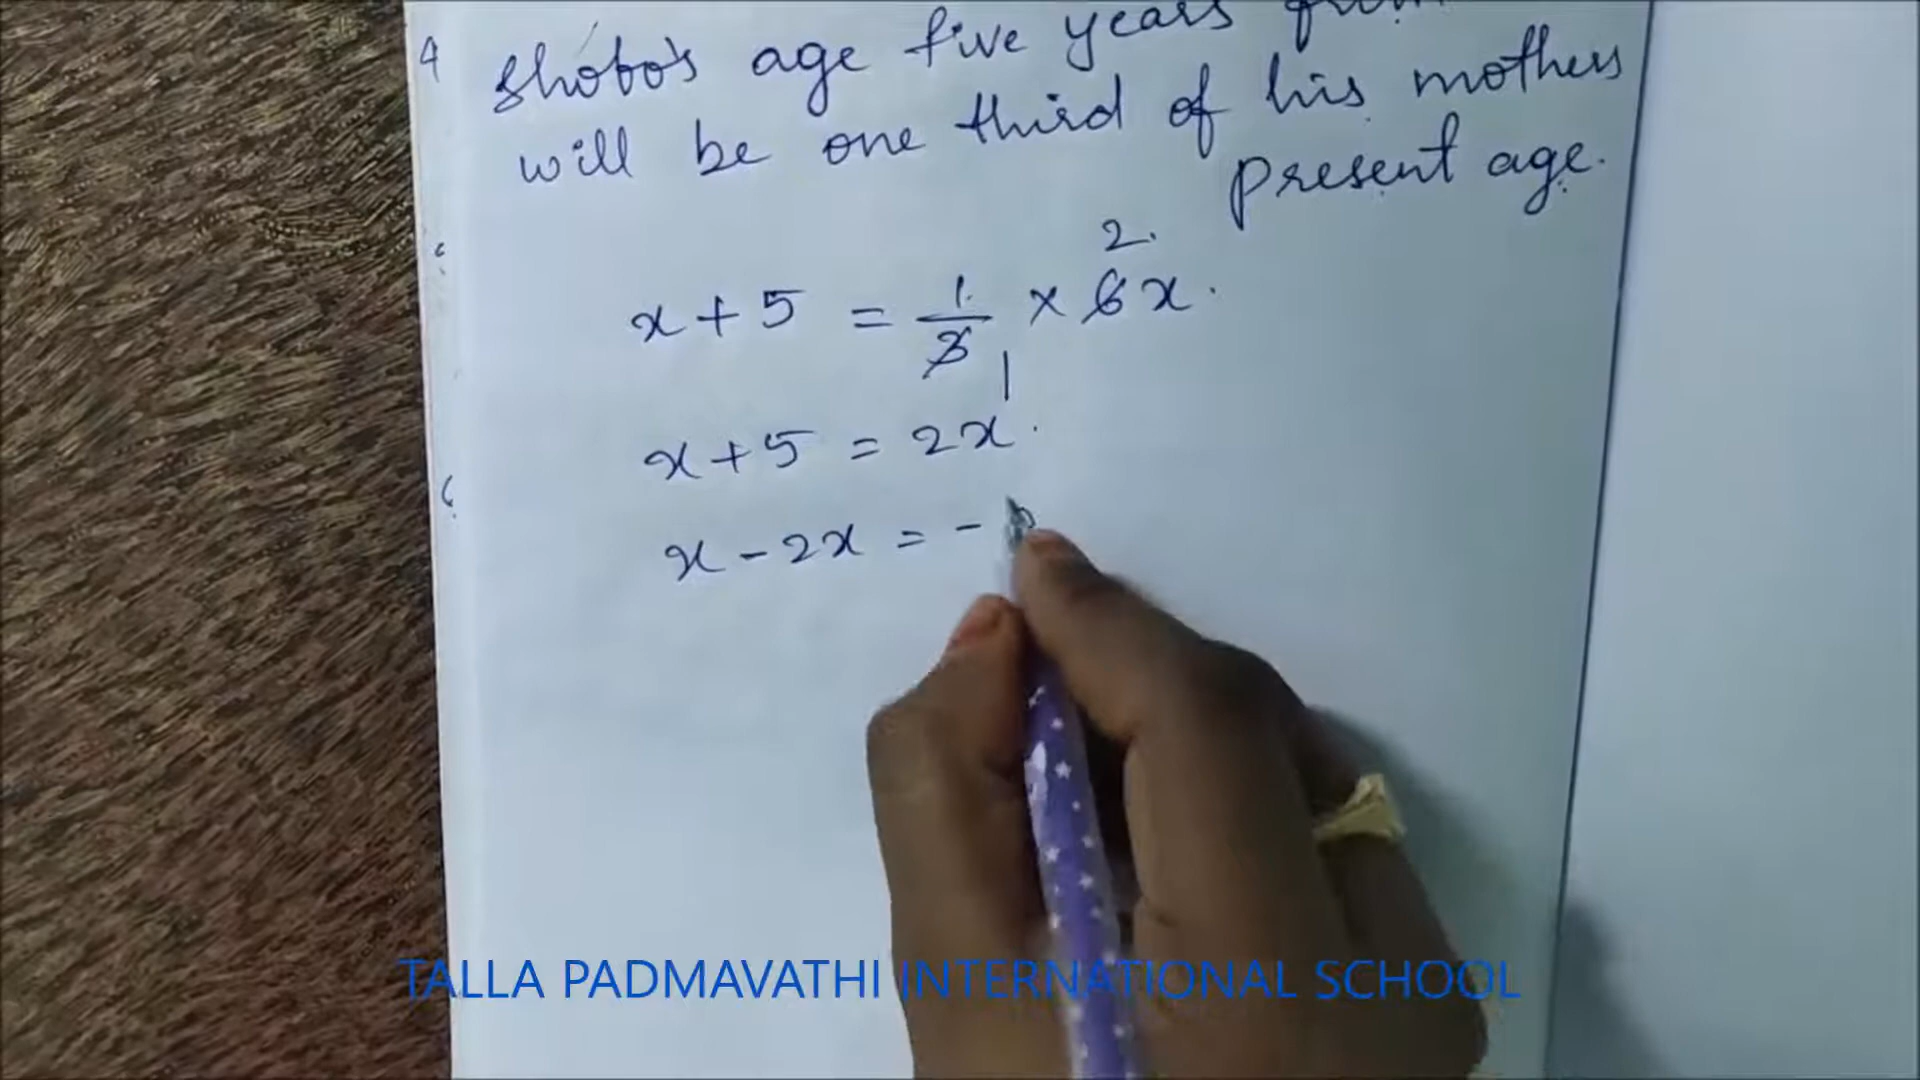 4 Shobo's age five years from
will be one third of his mothers
present age.
2.
x + 5 = 1/3 × 6x.
1
x + 5 = 2x.
x - 2x = -
TALLA PADMAVATHI INTERNATIONAL SCHOOL